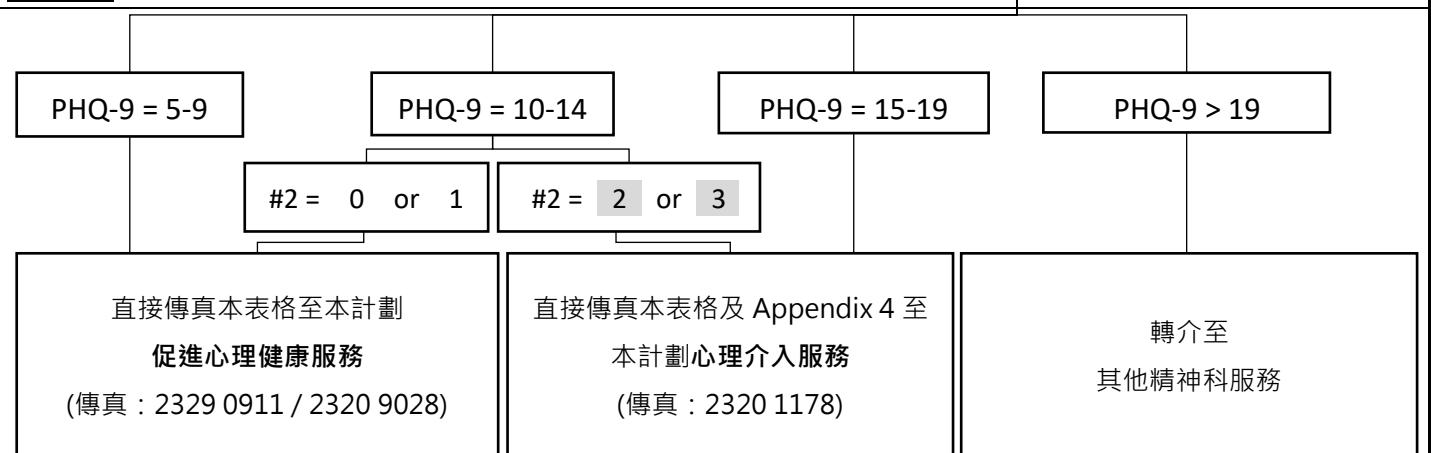 PHQ-9 = 5-9
PHQ-9 = 10-14
PHQ-9 = 15-19
PHQ-9 > 19
#2 = 0 or 1
#2 = 2 or 3
直接傳真本表格至本計劃
促進心理健康服務
(傳真：2329 0911 / 2320 9028)
直接傳真本表格及 Appendix 4 至
本計劃心理介入服務
(傳真：2320 1178)
轉介至
其他精神科服務